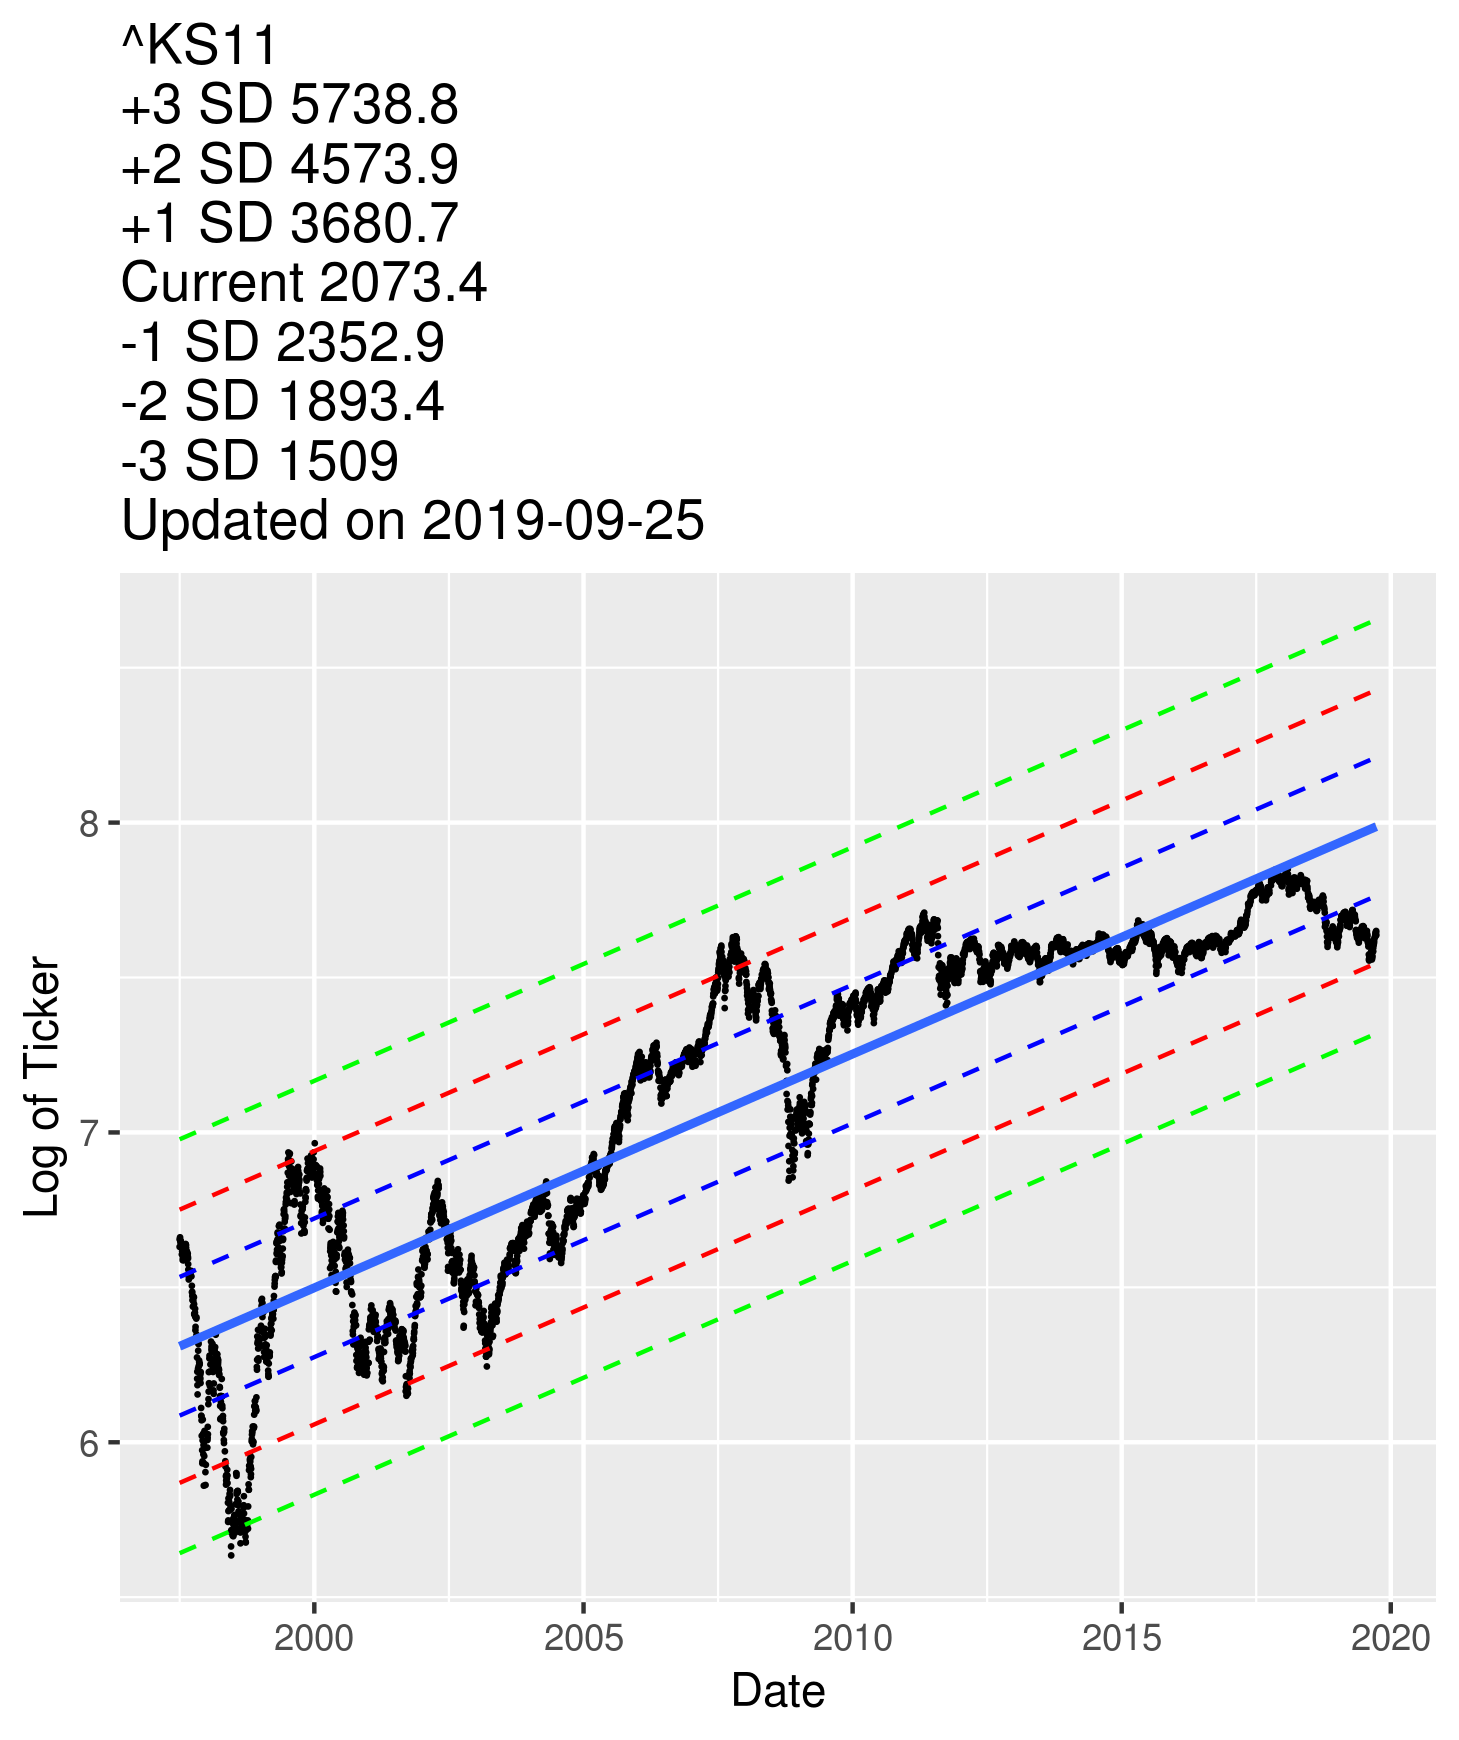 ^KS11
+3 SD 5738.8
+2 SD 4573.9
+1 SD 3680.7
Current 2073.4
-1 SD 2352.9
-2 SD 1893.4
-3 SD 1509
Updated on 2019-09-25
8
7
6
Log of Ticker
2000 2005 2010 2015 2020
Date